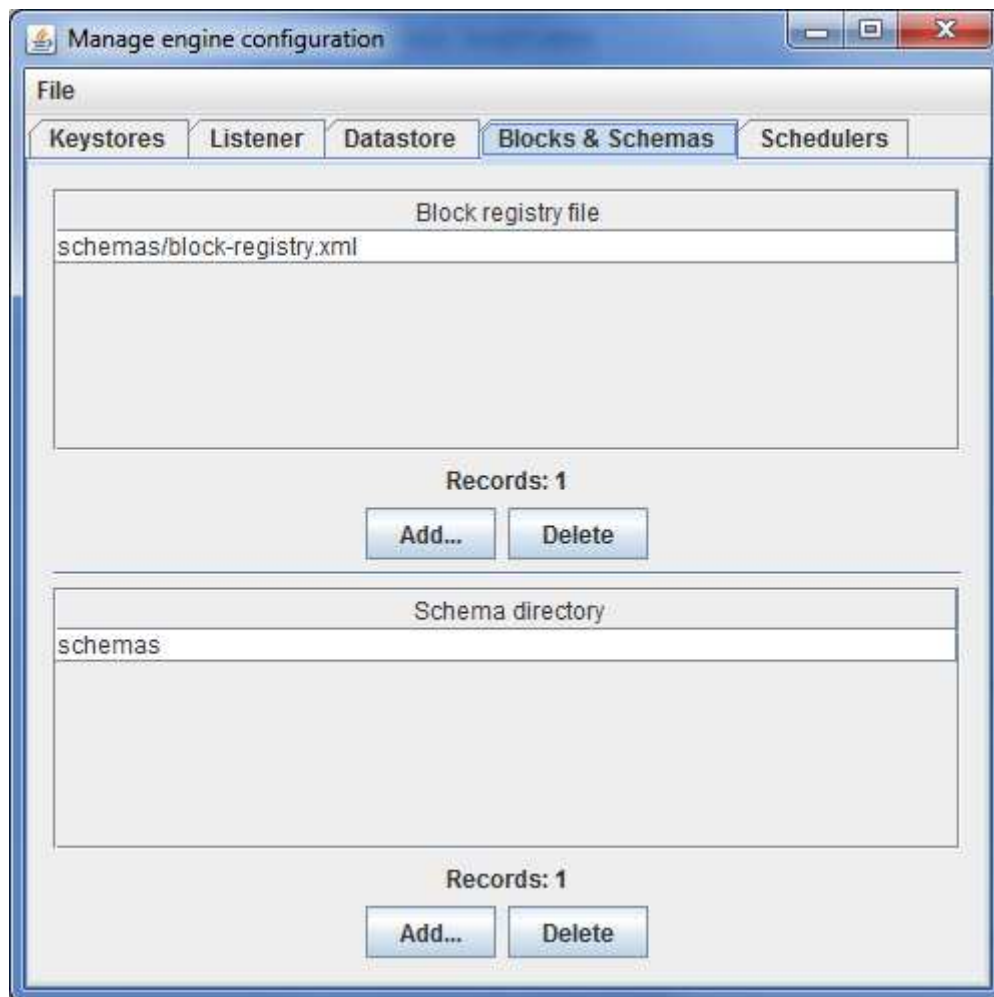 Manage engine configuration
File
Keystores Listener Datastore Blocks & Schemas Schedulers
Block registry file
schemas/block-registry.xml
Records: 1
Add... Delete
Schema directory
schemas
Records: 1
Add... Delete